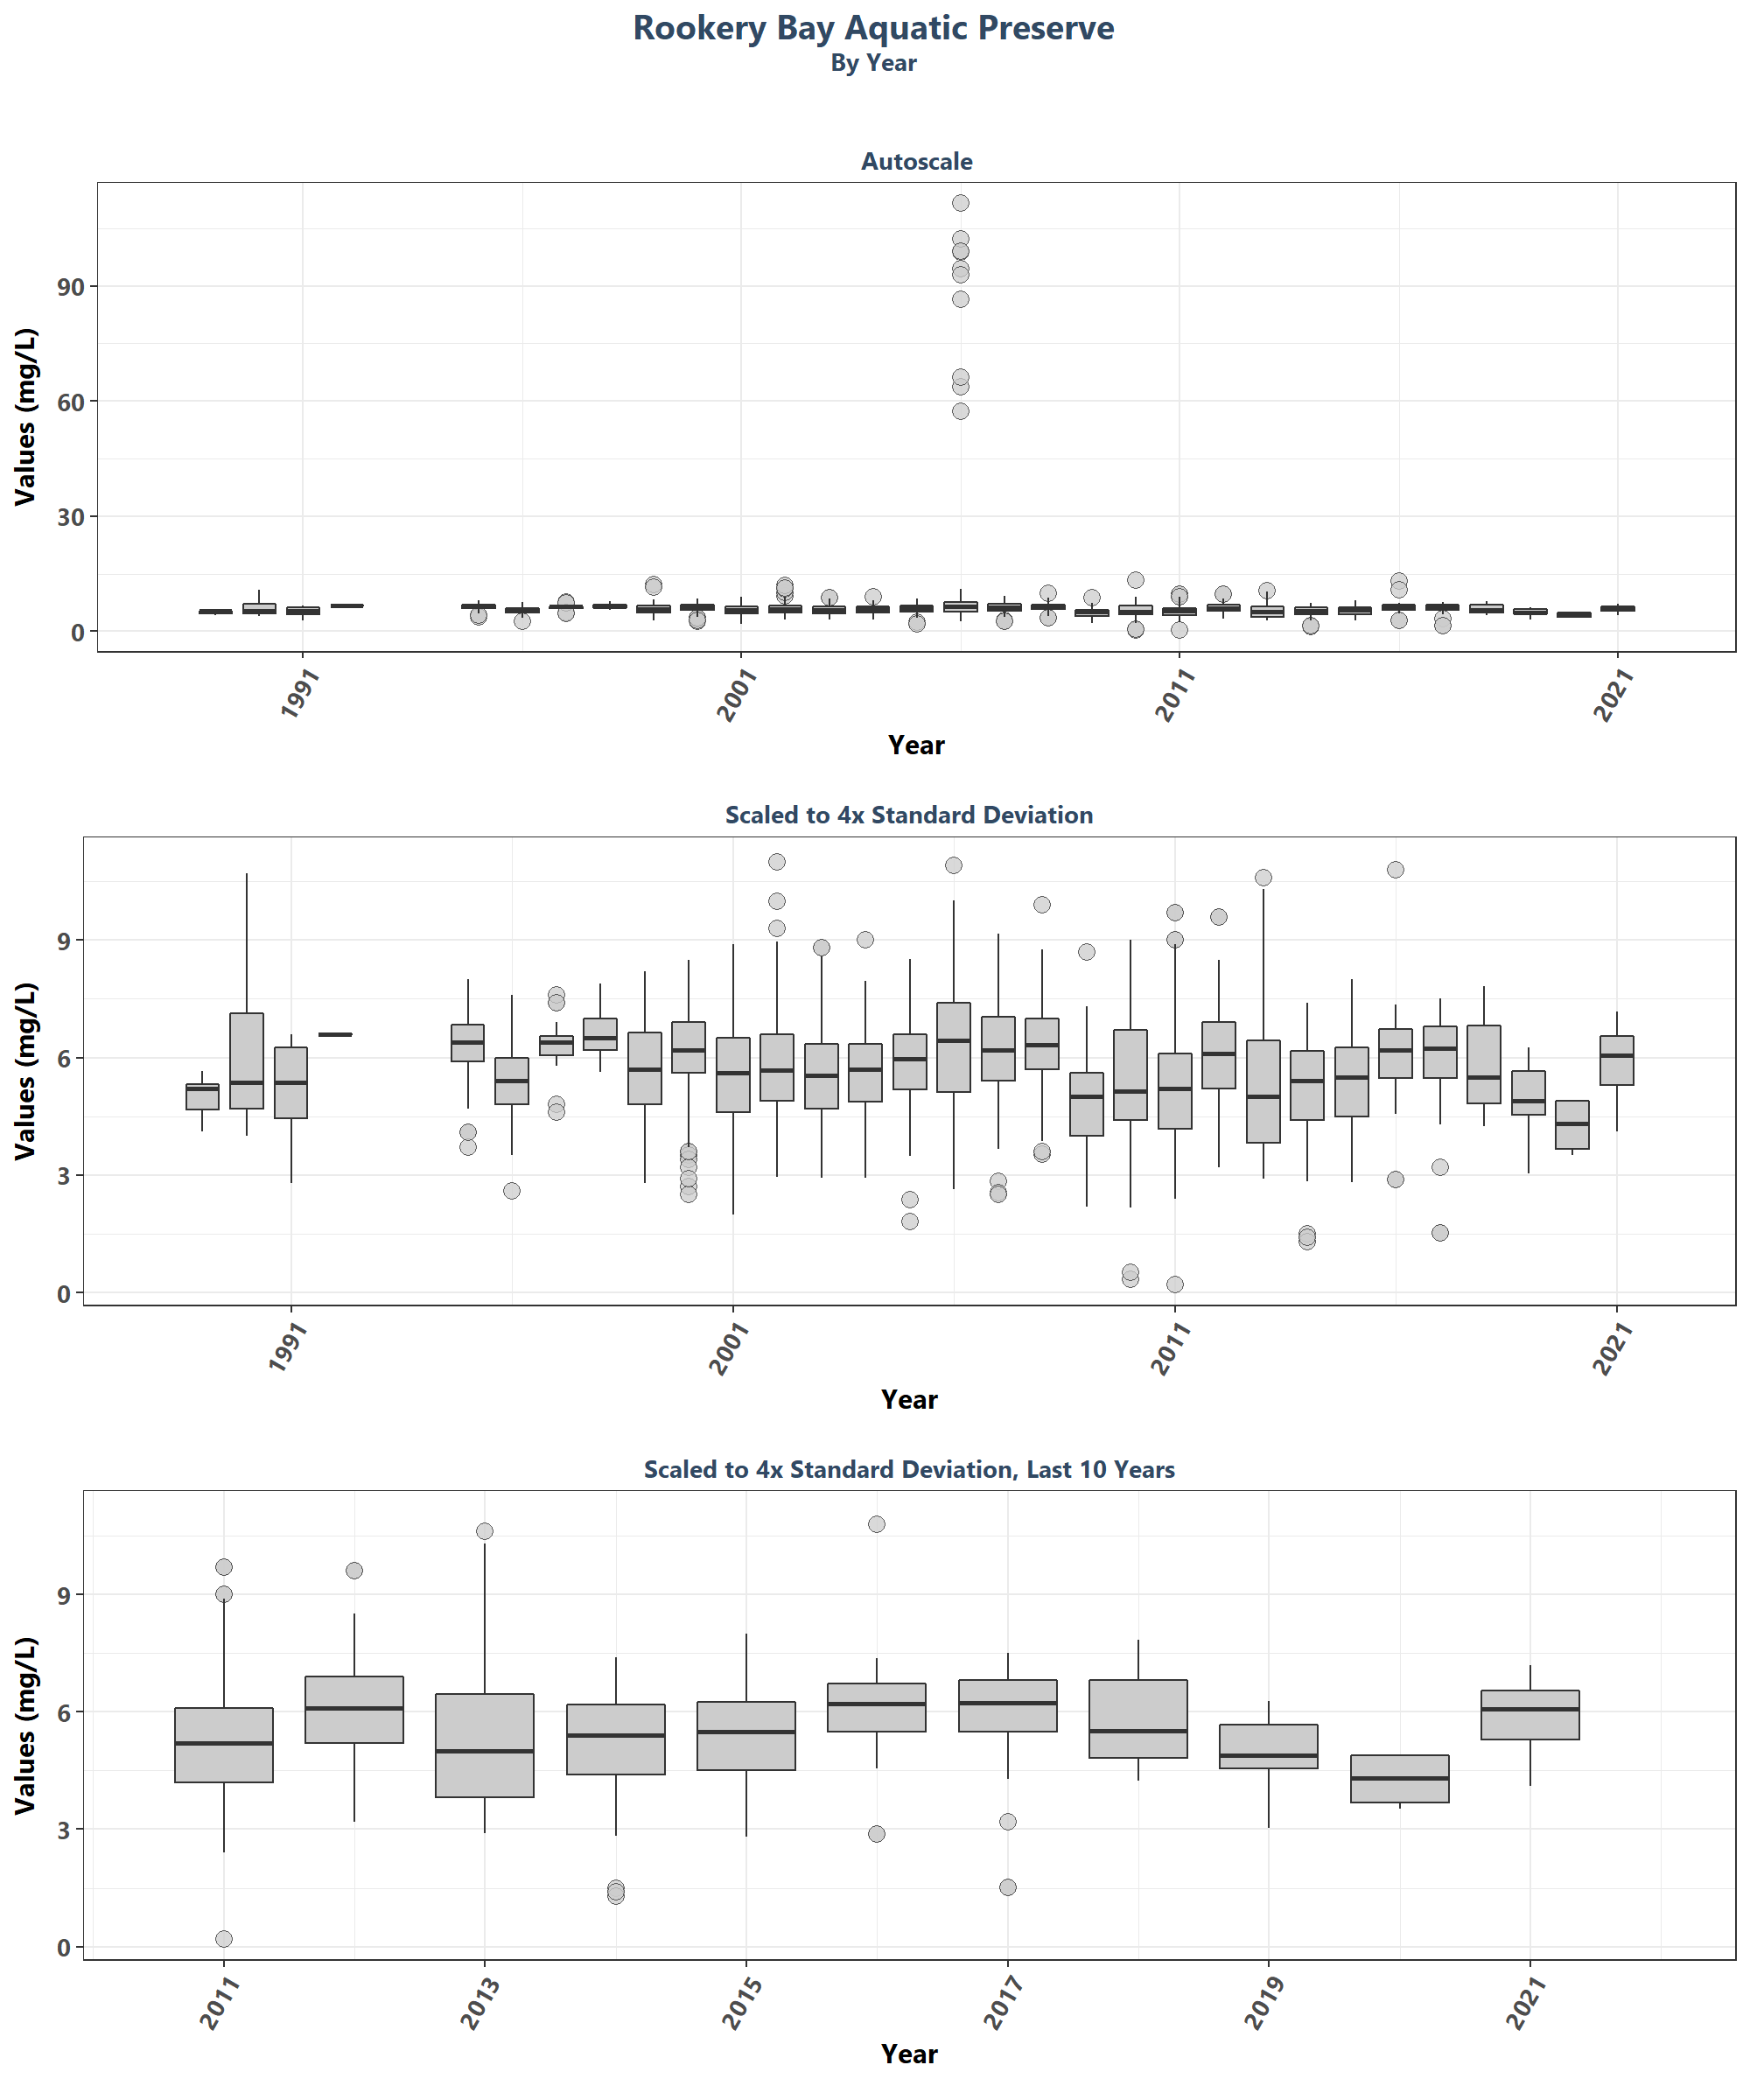 Rookery Bay Aquatic Preserve
By Year
Autoscale
Values (mg/L)
90
60
30
0
1991 2001 2011 2021
Year
Scaled to 4x Standard Deviation
Values (mg/L)
9
6
3
0
1991 2001 2011 2021
Year
Scaled to 4x Standard Deviation, Last 10 Years
Values (mg/L)
9
6
3
0
2011 2013 2015 2017 2019 2021
Year